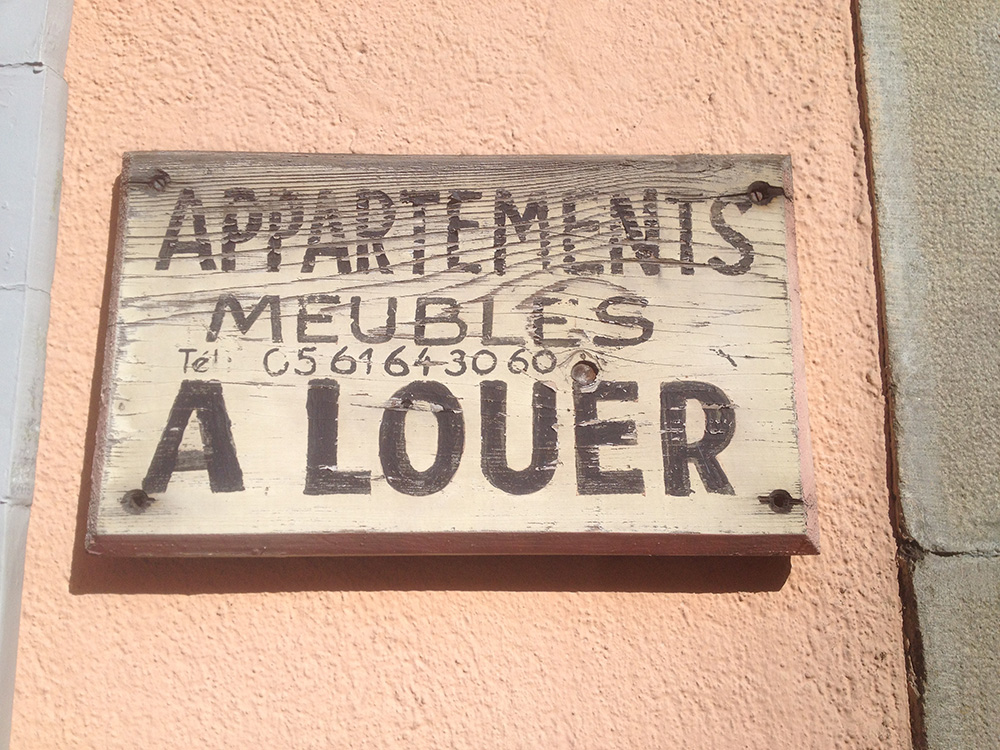 APPARTEMENTS
MEUBLES
Tél: 05 61 64 30 60
A LOUER